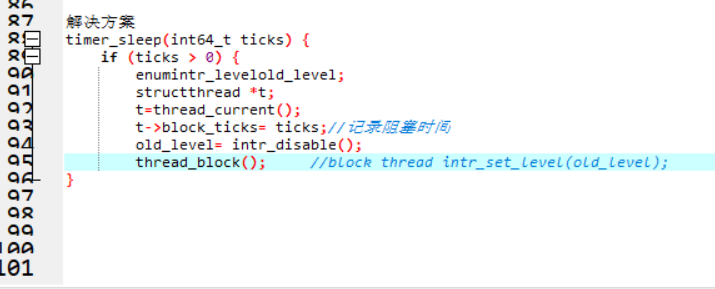 86
87 解决方案
88 timer_sleep(int64_t ticks) {
89 if (ticks > 0) {
90 enumintr_levelold_level;
91 structthread *t;
92 t=thread_current();
93 t->block_ticks= ticks;//记录阻塞时间
94 old_level= intr_disable();
95 thread_block(); //block thread intr_set_level(old_level);
96 }
97
98
99
100
101